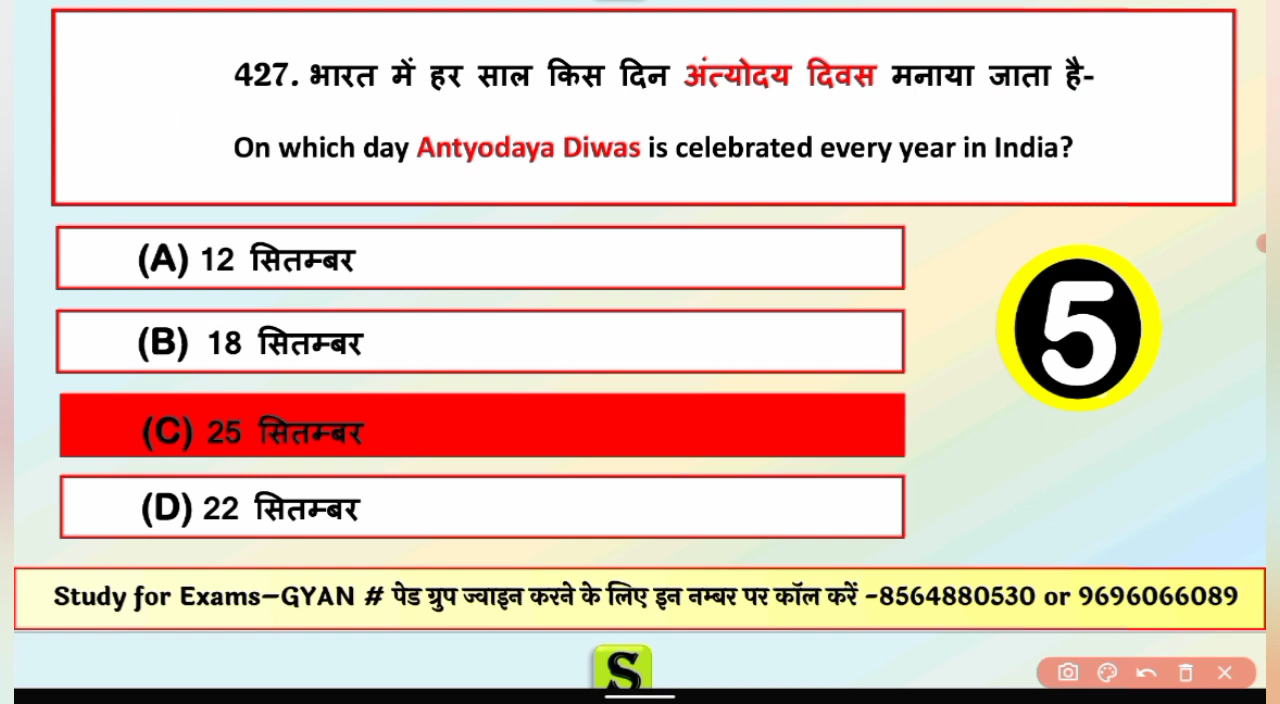 427. भारत में हर साल किस दिन अंत्योदय दिवस मनाया जाता है-
On which day Antyodaya Diwas is celebrated every year in India?
(A) 12 सितम्बर
(B) 18 सितम्बर
5
(C) 25 सितम्बर
(D) 22 सितम्बर
Study for Exams–GYAN # पेड ग्रुप ज्वाइन करने के लिए इन नम्बर पर कॉल करें -8564880530 or 9696066089
S